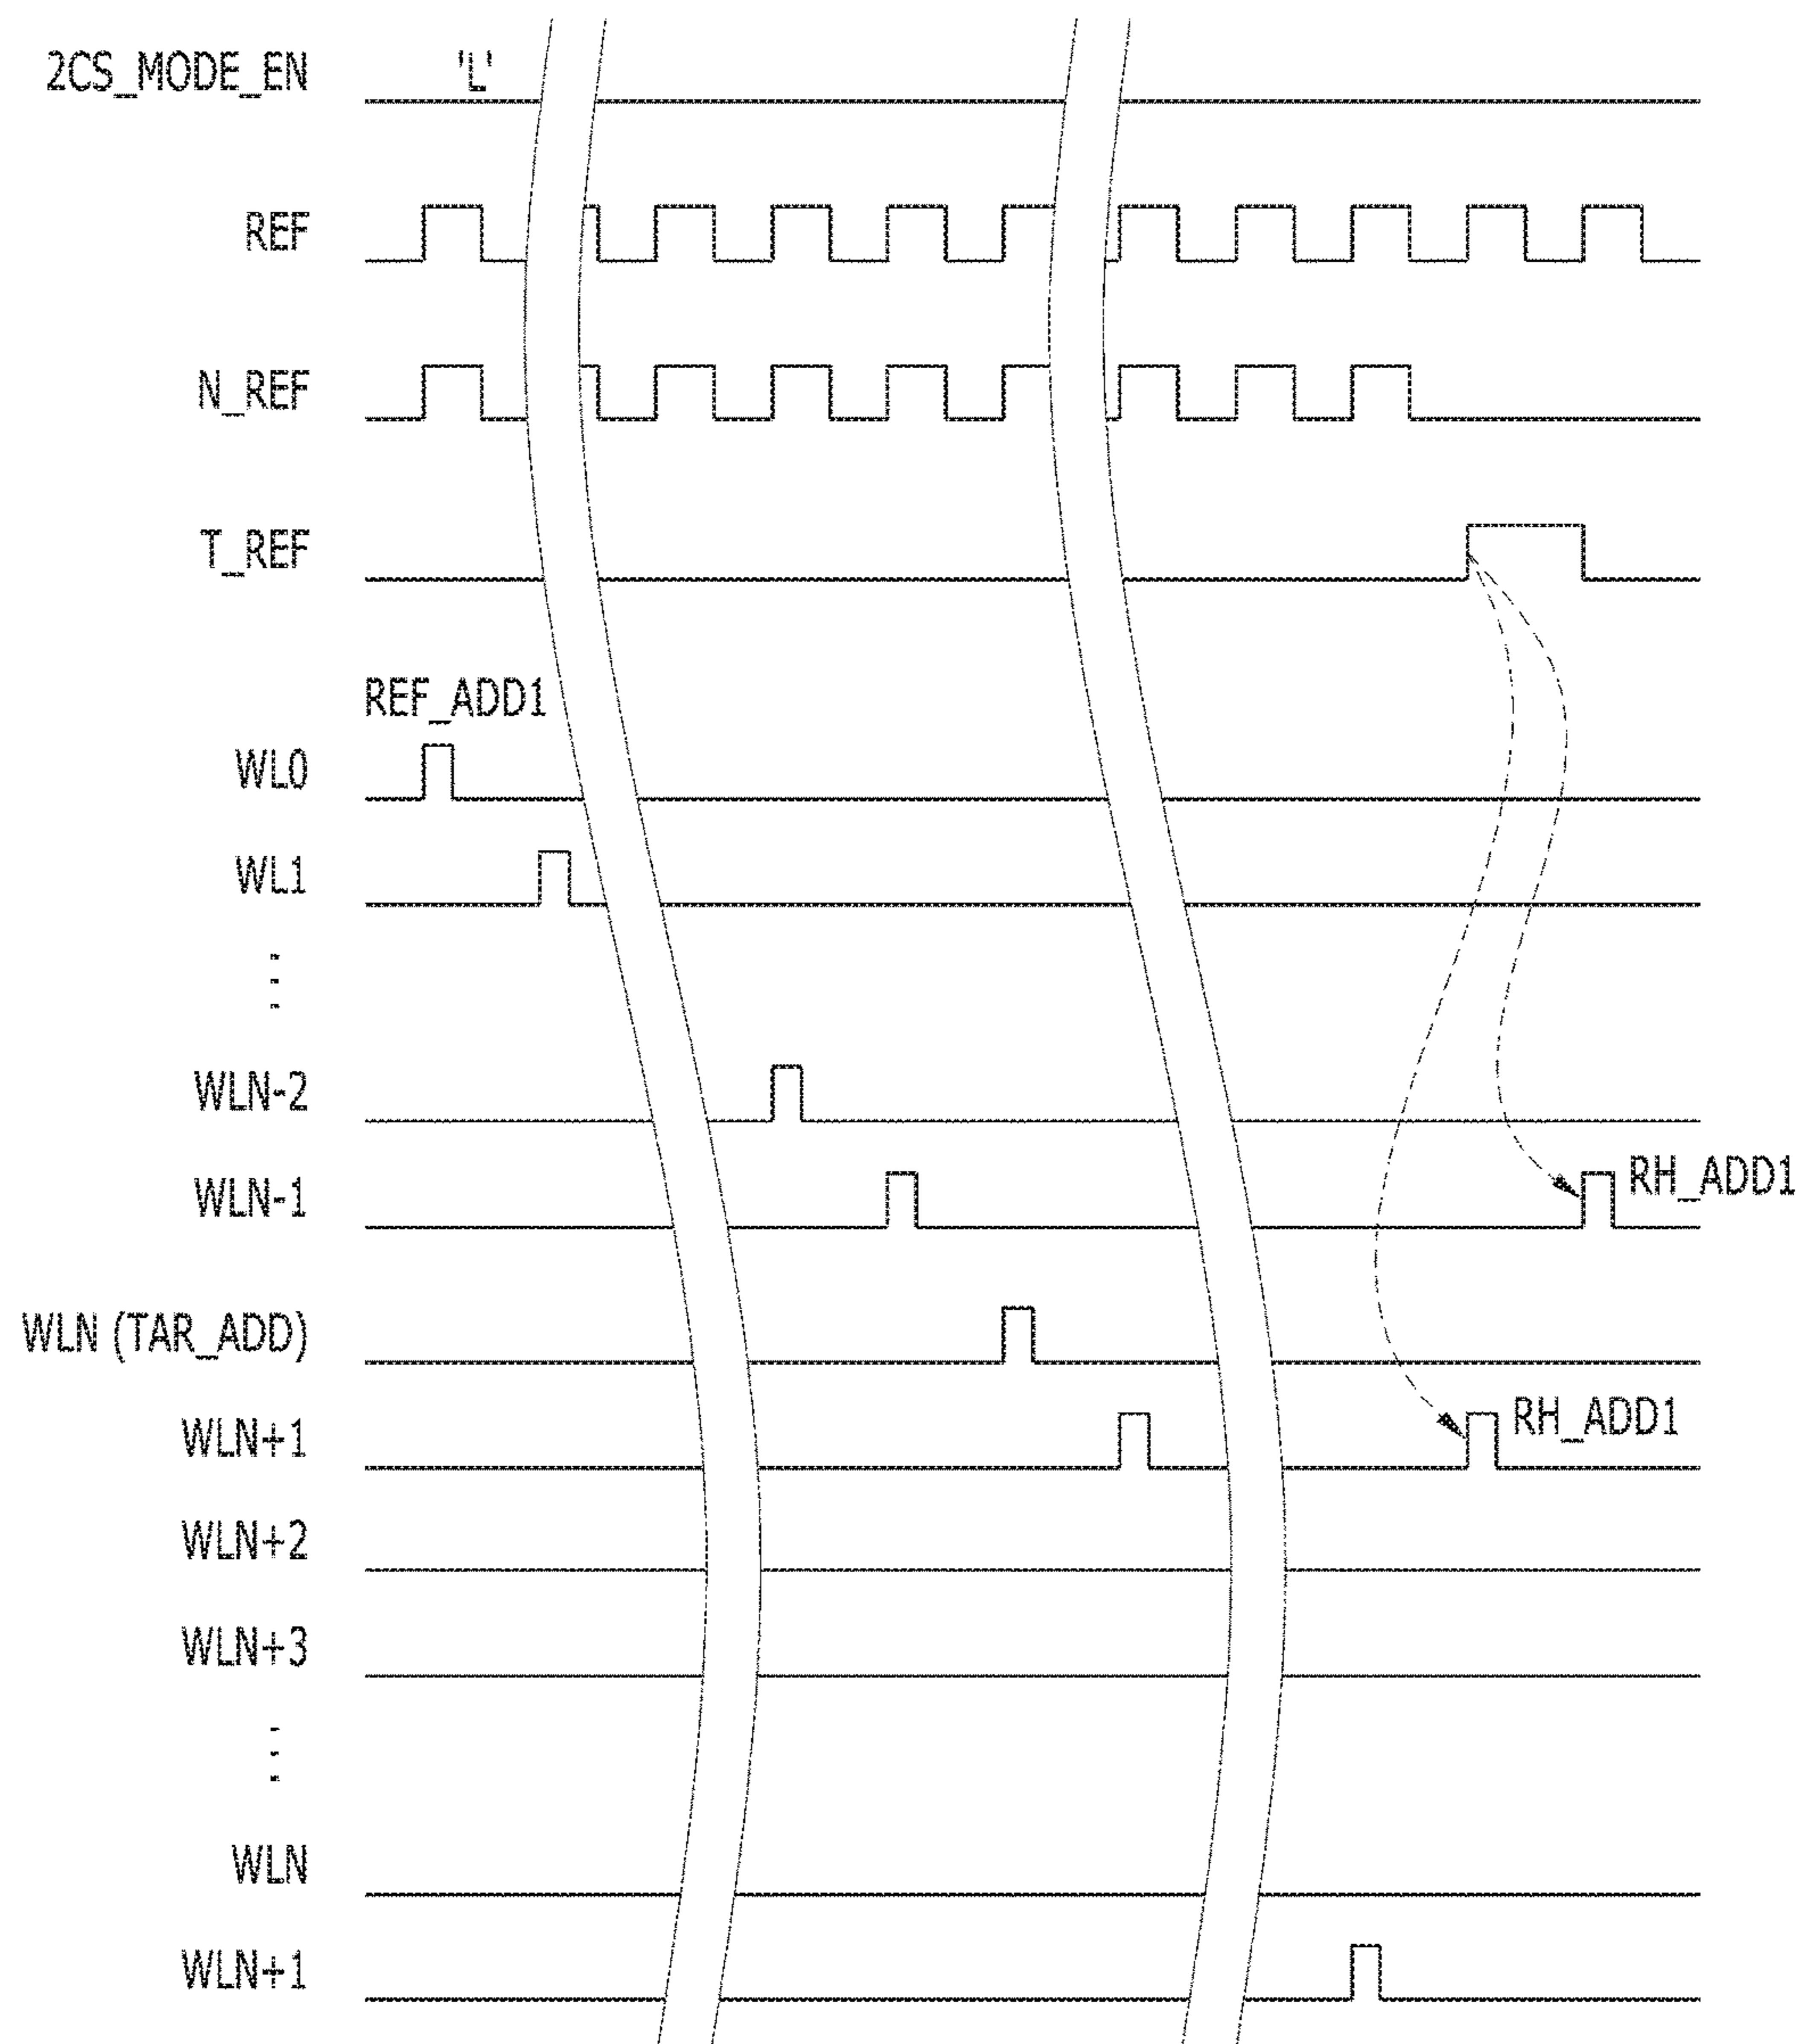 2CS_MODE_EN 'L'
REF
N_REF
T_REF
REF_ADD1
WL0
WL1
WLN-2
WLN-1 RH_ADD1
WLN (TAR_ADD)
WLN+1 RH_ADD1
WLN+2
WLN+3
WLN
WLN+1